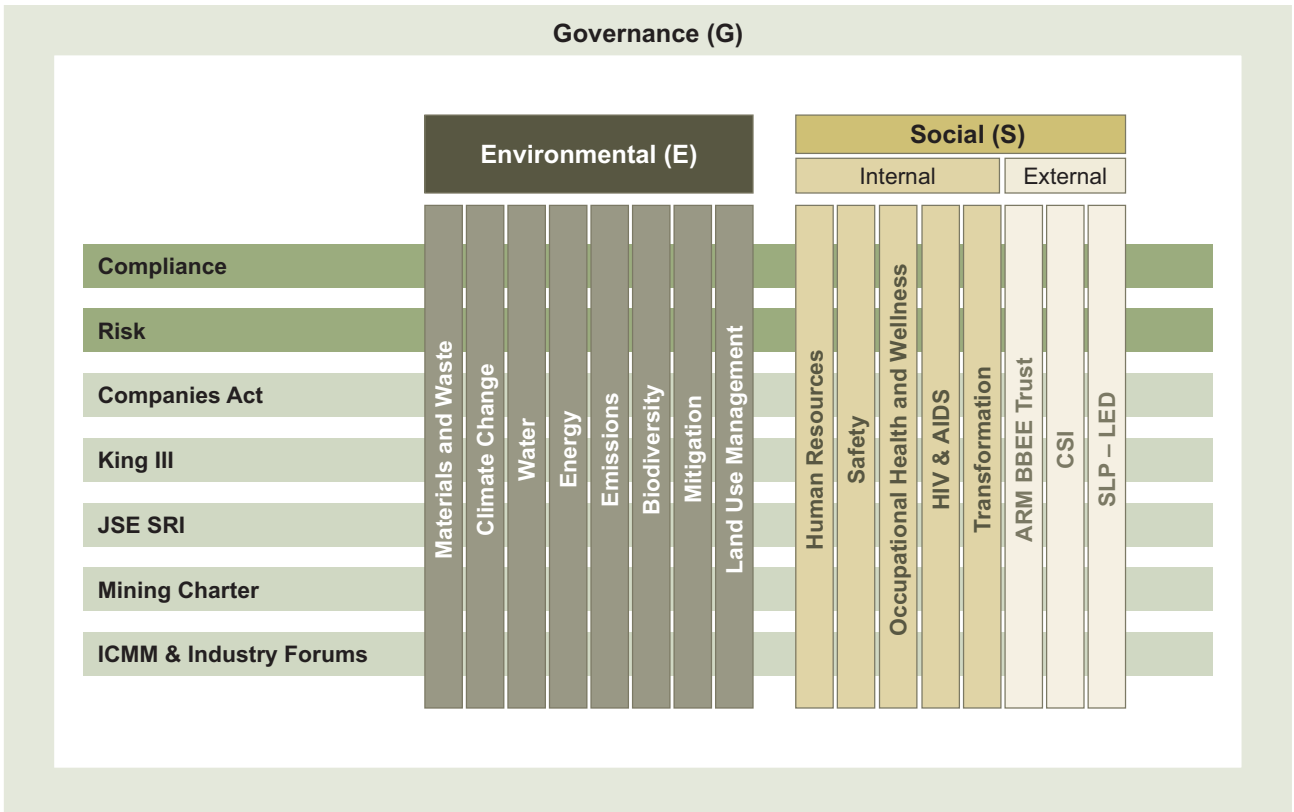 Governance (G)
Environmental (E)
Social (S)
Internal
External
Compliance
Risk
Companies Act
King III
JSE SRI
Mining Charter
ICMM & Industry Forums
Materials and Waste
Climate Change
Water
Energy
Emissions
Biodiversity
Mitigation
Land Use Management
Human Resources
Safety
Occupational Health and Wellness
HIV & AIDS
Transformation
ARM BBEE Trust
CSI
SLP – LED